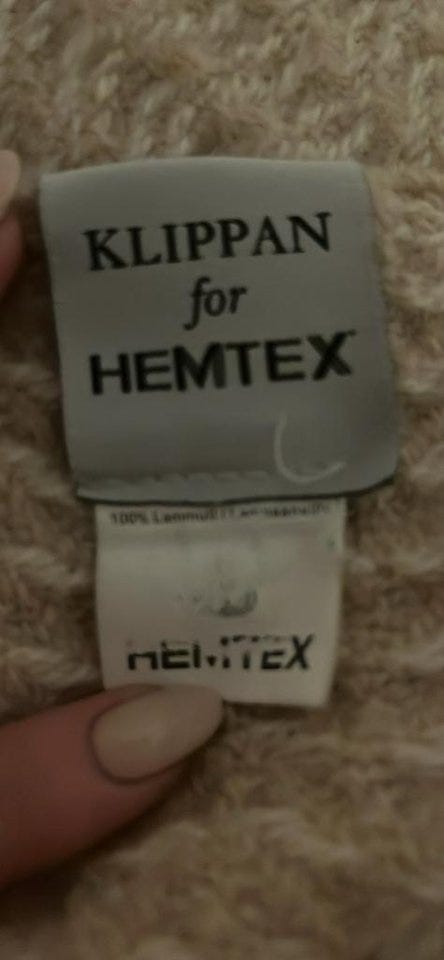 KLIPPAN
for
HEMTEX
100% Lammull
HEMTEX